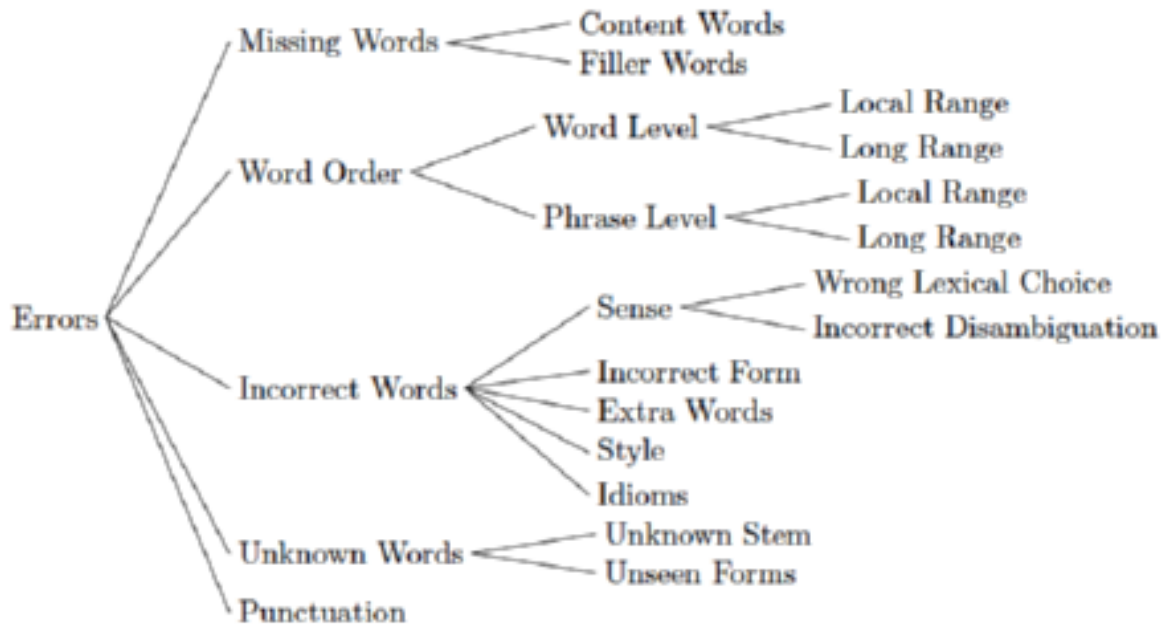 Errors
Missing Words
Content Words
Filler Words
Word Order
Word Level
Local Range
Long Range
Phrase Level
Local Range
Long Range
Incorrect Words
Sense
Wrong Lexical Choice
Incorrect Disambiguation
Incorrect Form
Extra Words
Style
Idioms
Unknown Words
Unknown Stem
Unseen Forms
Punctuation